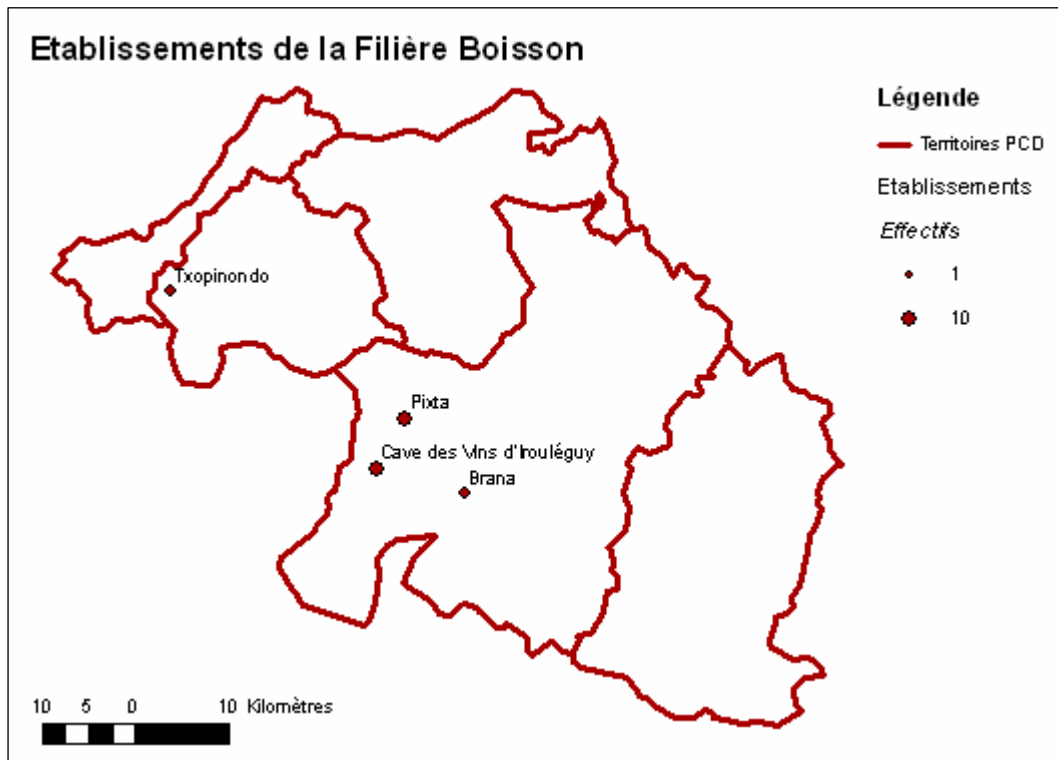 Etablissements de la Filière Boisson
Légende
Territoires PCD
Etablissements
Effectifs
1
10
Txopinondo
Pixta
Cave des Vins d'Irouléguy
Brana
10 5 0 10 Kilomètres